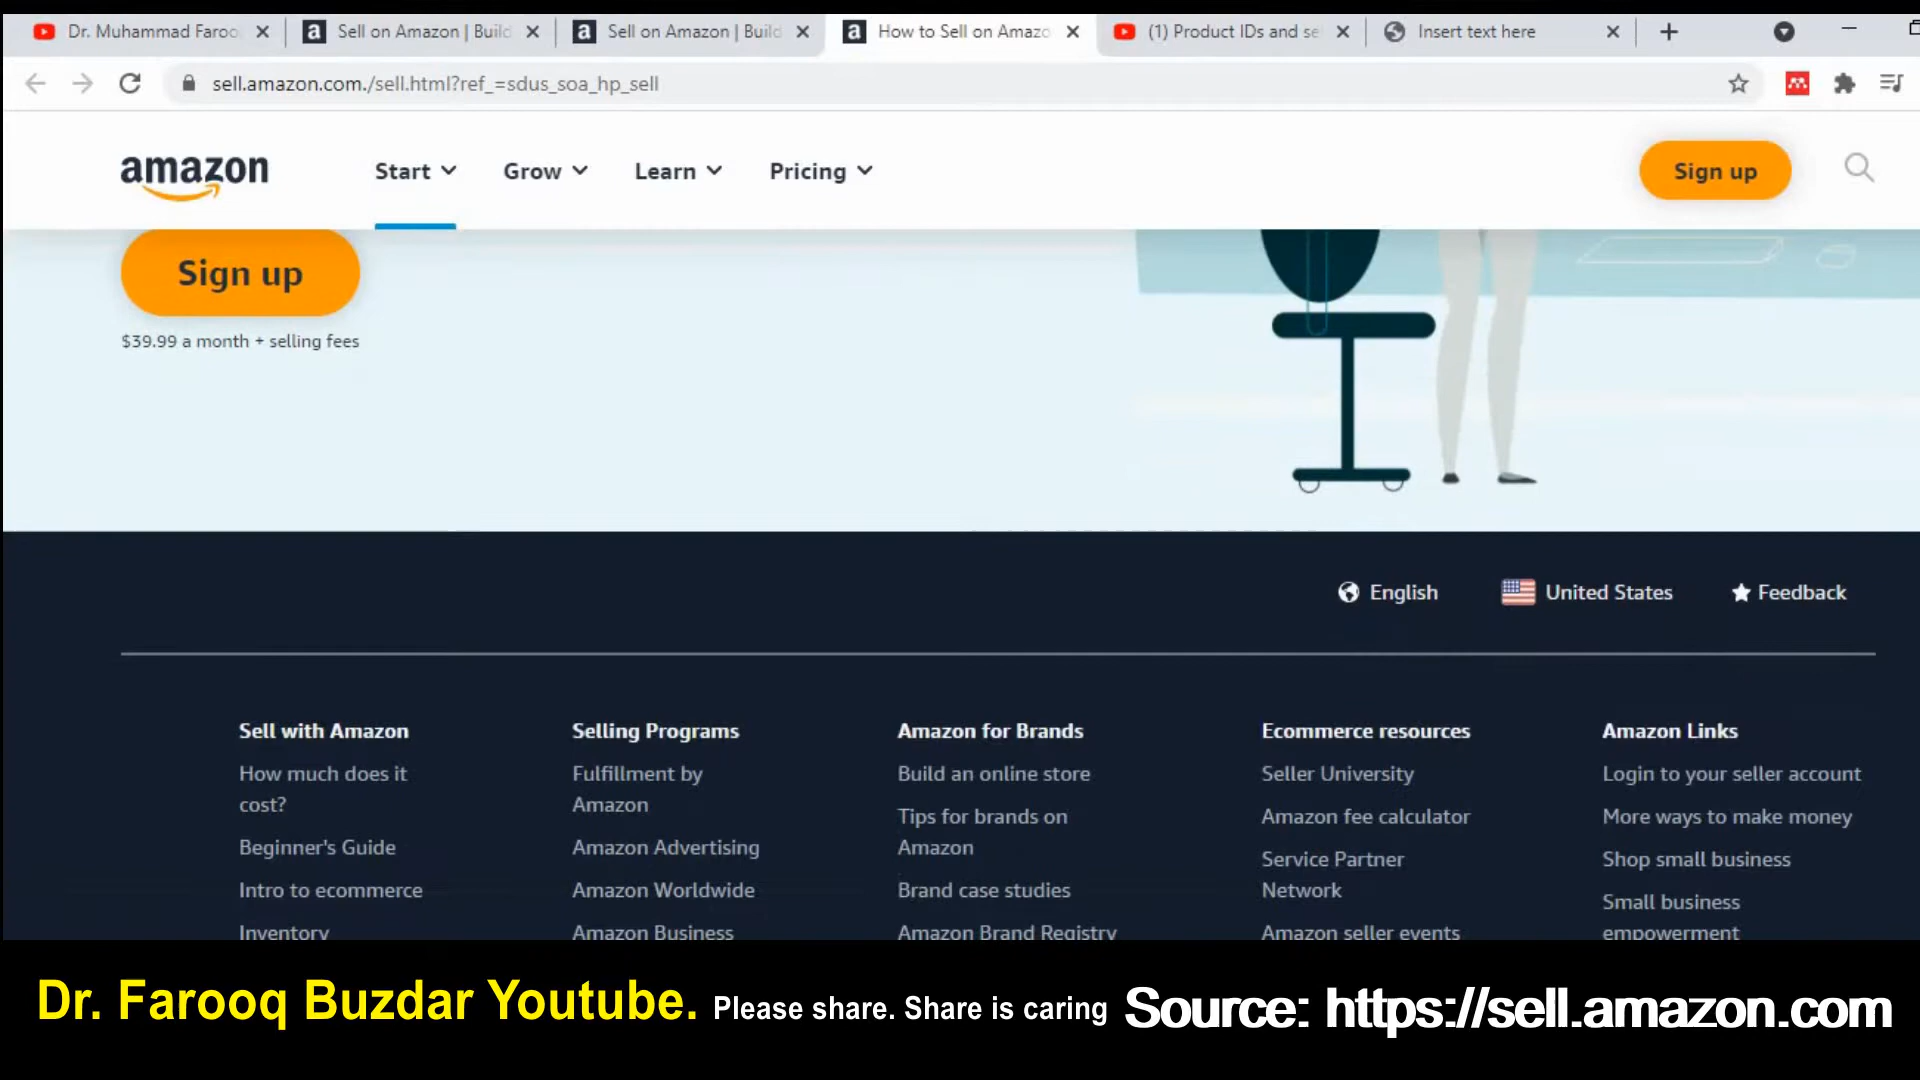 Dr. Muhammad Faroo
Sell on Amazon | Build
Sell on Amazon | Build
How to Sell on Amazo
(1) Product IDs and se
Insert text here
sell.amazon.com./sell.html?ref_=sdus_soa_hp_sell
amazon
Start
Grow
Learn
Pricing
Sign up
Sign up
$39.99 a month + selling fees
English
United States
Feedback
Sell with Amazon
How much does it
cost?
Beginner's Guide
Intro to ecommerce
Inventory
Selling Programs
Fulfillment by
Amazon
Amazon Advertising
Amazon Worldwide
Amazon Business
Amazon for Brands
Build an online store
Tips for brands on
Amazon
Brand case studies
Amazon Brand Registry
Ecommerce resources
Seller University
Amazon fee calculator
Service Partner
Network
Amazon seller events
Amazon Links
Login to your seller account
More ways to make money
Shop small business
Small business
empowerment
Dr. Farooq Buzdar Youtube. Please share. Share is caring Source: https://sell.amazon.com